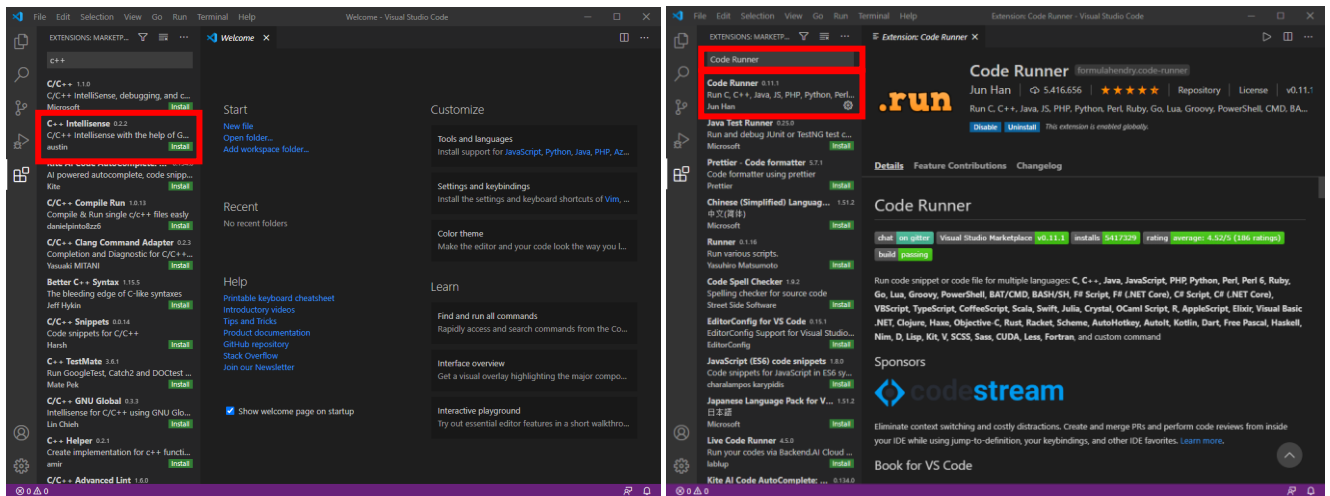 File Edit Selection View Go Run Terminal Help Welcome - Visual Studio Code
EXTENSIONS: MARKETP...
c++
C/C++ 1.1.0
C/C++ IntelliSense, debugging, and c...
Microsoft Install
C++ Intellisense 0.2.2
C/C++ Intellisense with the help of G...
austin Install
Kite AI Code AutoComplete: ...
AI powered autocomplete, code snipp...
Kite Install
C/C++ Compile Run 1.0.13
Compile & Run single c/c++ files easly
danielpinto8zz6 Install
C/C++ Clang Command Adapter 0.2.3
Completion and Diagnostic for C/C++...
Yasuaki MITANI Install
Better C++ Syntax 1.15.5
The bleeding edge of C-like syntaxes
Jeff Hykin Install
C/C++ Snippets 0.0.14
Code snippets for C/C++
Harsh Install
C++ TestMate 3.6.1
Run GoogleTest, Catch2 and DOCtest ...
Mate Pek Install
C/C++ GNU Global 0.3.3
Intellisense for C/C++ using GNU Glo...
Lin Chieh Install
C++ Helper 0.2.1
Create implementation for c++ functi...
amir Install
C/C++ Advanced Lint 1.6.0
Welcome
Start
New file
Open folder...
Add workspace folder...
Recent
No recent folders
Help
Printable keyboard cheatsheet
Introductory videos
Tips and Tricks
Product documentation
GitHub repository
Stack Overflow
Join our Newsletter
Show welcome page on startup
Customize
Tools and languages
Install support for JavaScript, Python, Java, PHP, Az...
Settings and keybindings
Install the settings and keyboard shortcuts of Vim, ...
Color theme
Make the editor and your code look the way you l...
Learn
Find and run all commands
Rapidly access and search commands from the Co...
Interface overview
Get a visual overlay highlighting the major compo...
Interactive playground
Try out essential editor features in a short walkthro...
0 0
File Edit Selection View Go Run Terminal Help Extension: Code Runner - Visual Studio Code
EXTENSIONS: MARKETP...
Code Runner
Code Runner 0.11.1
Run C, C++, Java, JS, PHP, Python, Perl...
Jun Han
Java Test Runner 0.25.0
Run and debug JUnit or TestNG test c...
Microsoft Install
Prettier - Code formatter 5.7.1
Code formatter using prettier
Prettier Install
Chinese (Simplified) Languag... 1.51.2
中文(简体)
Microsoft Install
Runner 0.1.16
Run various scripts.
Yasuhiro Matsumoto Install
Code Spell Checker 1.9.2
Spelling checker for source code
Street Side Software Install
EditorConfig for VS Code 0.15.1
EditorConfig Support for Visual Studio...
EditorConfig Install
JavaScript (ES6) code snippets 1.8.0
Code snippets for JavaScript in ES6 sy...
charalampos karypidis Install
Japanese Language Pack for V... 1.51.2
日本語
Microsoft Install
Live Code Runner 4.5.0
Run your codes via Backend.AI Cloud ...
lablup Install
Kite AI Code AutoComplete: ... 0.134.0
Extension: Code Runner
.run
Code Runner formulahendry.code-runner
Jun Han 5.416.656 Repository License v0.11.1
Run C, C++, Java, JS, PHP, Python, Perl, Ruby, Go, Lua, Groovy, PowerShell, CMD, BA...
Disable Uninstall This extension is enabled globally.
Details Feature Contributions Changelog
Code Runner
chat on gitter Visual Studio Marketplace v0.11.1 installs 5417329 rating average: 4.52/5 (186 ratings)
build passing
Run code snippet or code file for multiple languages: C, C++, Java, JavaScript, PHP, Python, Perl, Perl 6, Ruby,
Go, Lua, Groovy, PowerShell, BAT/CMD, BASH/SH, F# Script, F# (.NET Core), C# Script, C# (.NET Core),
VBScript, TypeScript, CoffeeScript, Scala, Swift, Julia, Crystal, OCaml Script, R, AppleScript, Elixir, Visual Basic
.NET, Clojure, Haxe, Objective-C, Rust, Racket, Scheme, AutoHotkey, AutoIt, Kotlin, Dart, Free Pascal, Haskell,
Nim, D, Lisp, Kit, V, SCSS, Sass, CUDA, Less, Fortran, and custom command
Sponsors
codestream
Eliminate context switching and costly distractions. Create and merge PRs and perform code reviews from inside
your IDE while using jump-to-definition, your keybindings, and other IDE favorites. Learn more.
Book for VS Code
0 0